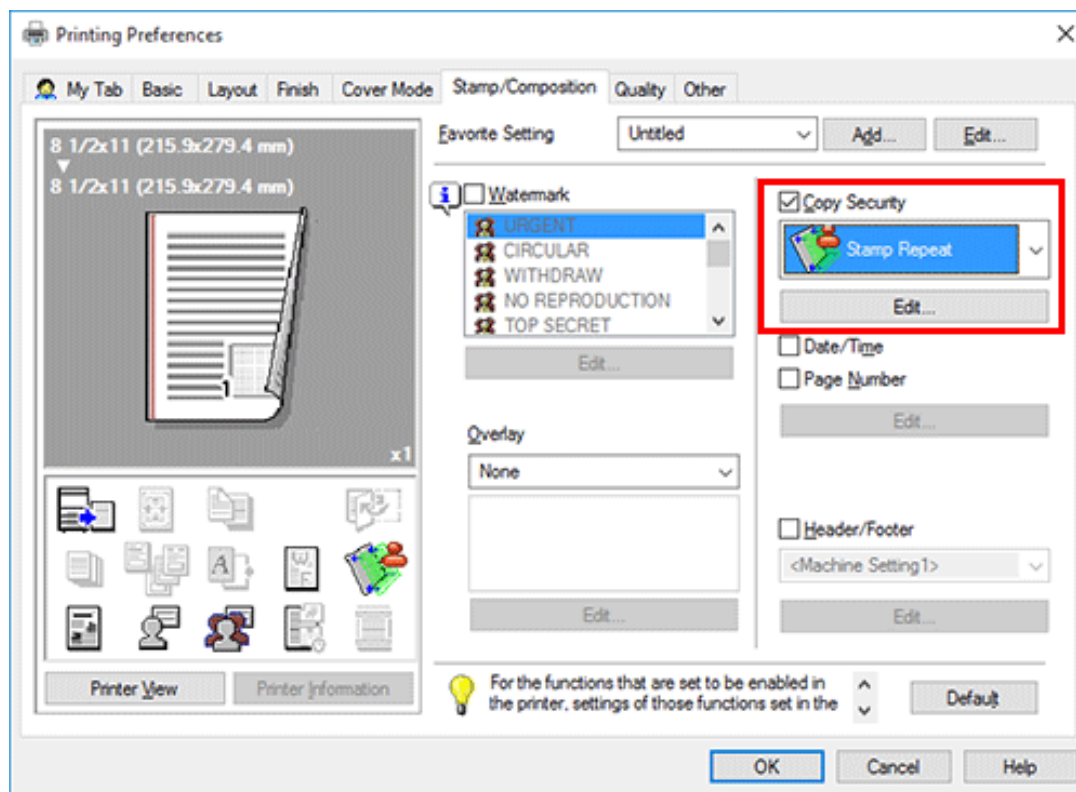 Printing Preferences
My Tab Basic Layout Finish Cover Mode Stamp/Composition Quality Other
8 1/2x11 (215.9x279.4 mm)
8 1/2x11 (215.9x279.4 mm)
1
x1
A
W.
F
Printer View Printer Information
Favorite Setting Untitled Add... Edit...
Watermark
URGENT
CIRCULAR
WITHDRAW
NO REPRODUCTION
TOP SECRET
Edit...
Overlay
None
Edit...
Copy Security
Stamp Repeat
Edit...
Date/Time
Page Number
Edit...
Header/Footer
<Machine Setting1>
Edit...
For the functions that are set to be enabled in
the printer, settings of those functions set in the
Default
OK Cancel Help